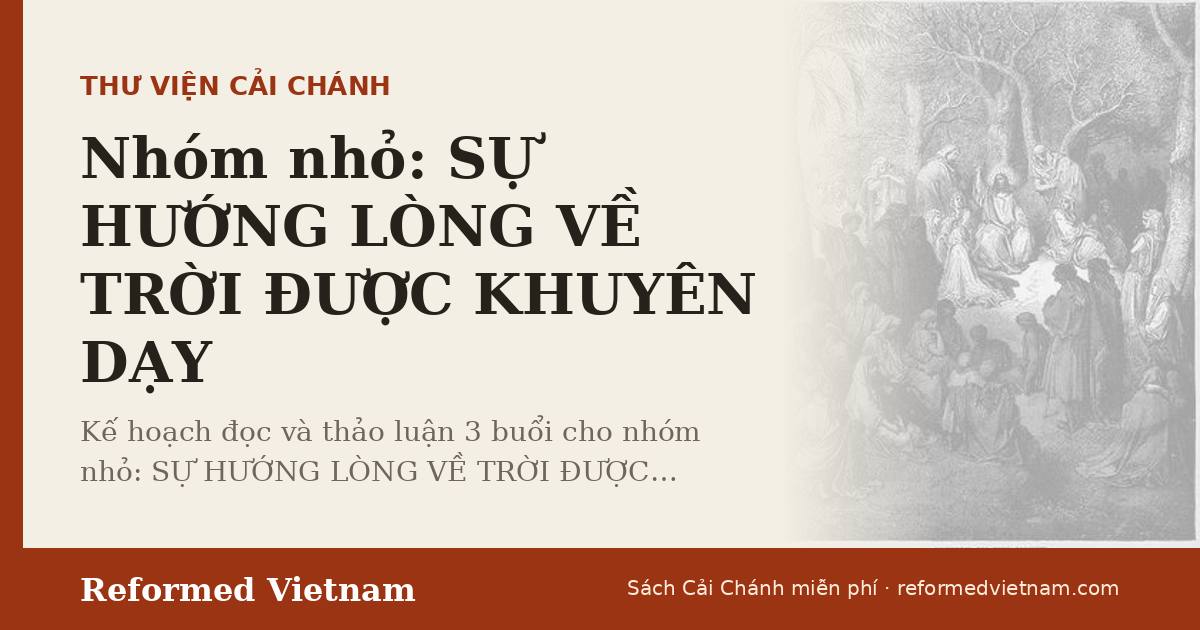 THƯ VIỆN CẢI CHÁNH
Nhóm nhỏ: SỰ
HƯỚNG LÒNG VỀ
TRỜI ĐƯỢC KHUYÊN
DẠY
Kế hoạch đọc và thảo luận 3 buổi cho nhóm
nhỏ: SỰ HƯỚNG LÒNG VỀ TRỜI ĐƯỢC…
Reformed Vietnam
Sách Cải Chánh miễn phí · reformedvietnam.com